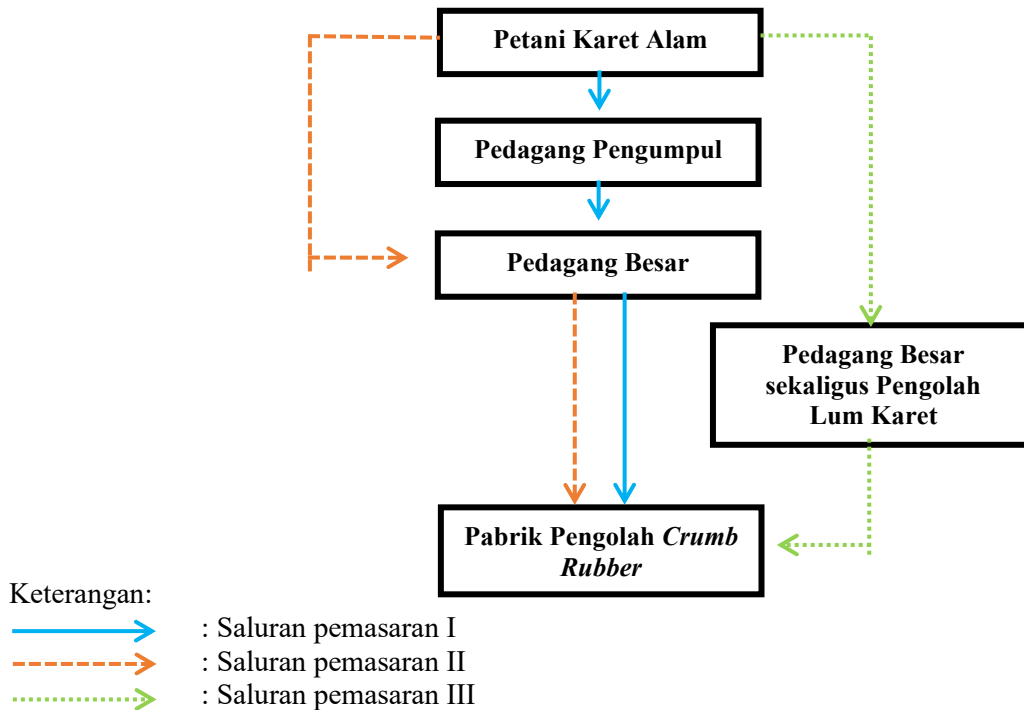 Petani Karet Alam
Pedagang Pengumpul
Pedagang Besar
Pedagang Besar
sekaligus Pengolah
Lum Karet
Pabrik Pengolah Crumb
Rubber
Keterangan:
: Saluran pemasaran I
: Saluran pemasaran II
: Saluran pemasaran III